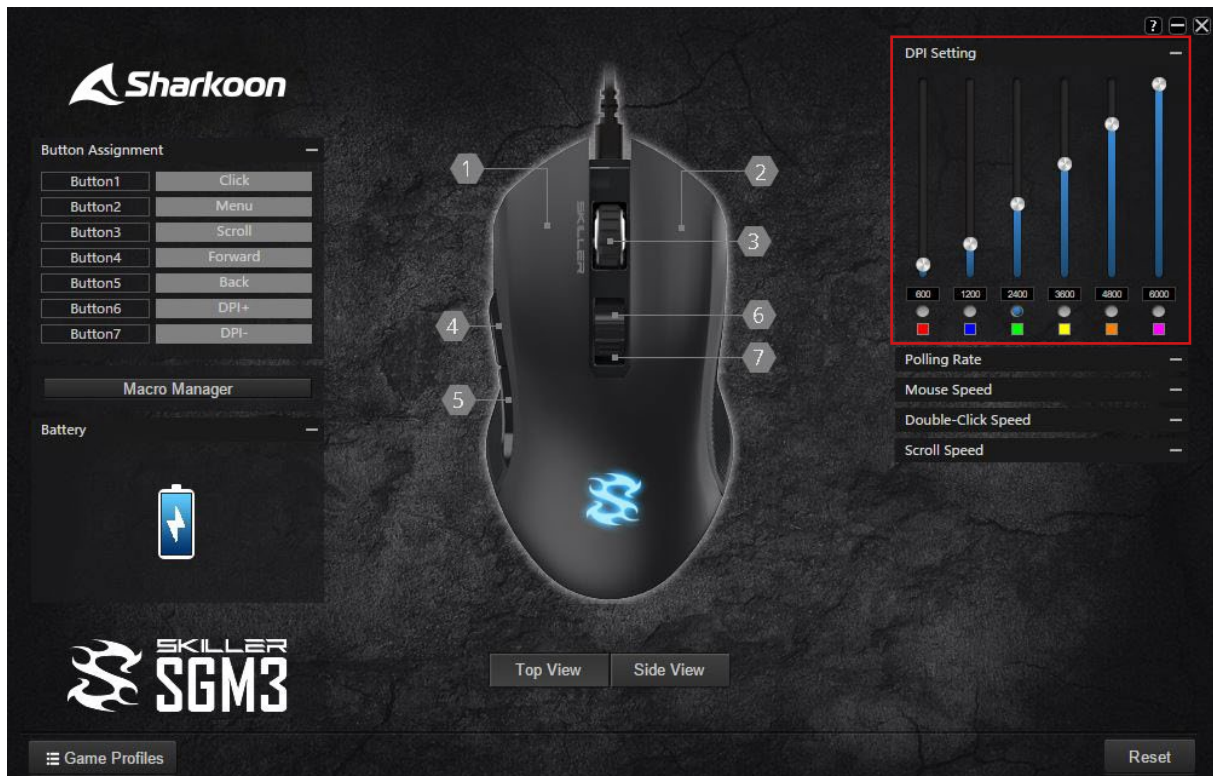 ?
Sharkoon
Button Assignment
Button1 Click
Button2 Menu
Button3 Scroll
Button4 Forward
Button5 Back
Button6 DPI+
Button7 DPI-
Macro Manager
Battery
SKILLER
SGM3
1
2
SKILLER
3
4
6
7
5
Top View
Side View
DPI Setting
600 1200 2400 3600 4800 6000
Polling Rate
Mouse Speed
Double-Click Speed
Scroll Speed
Game Profiles
Reset